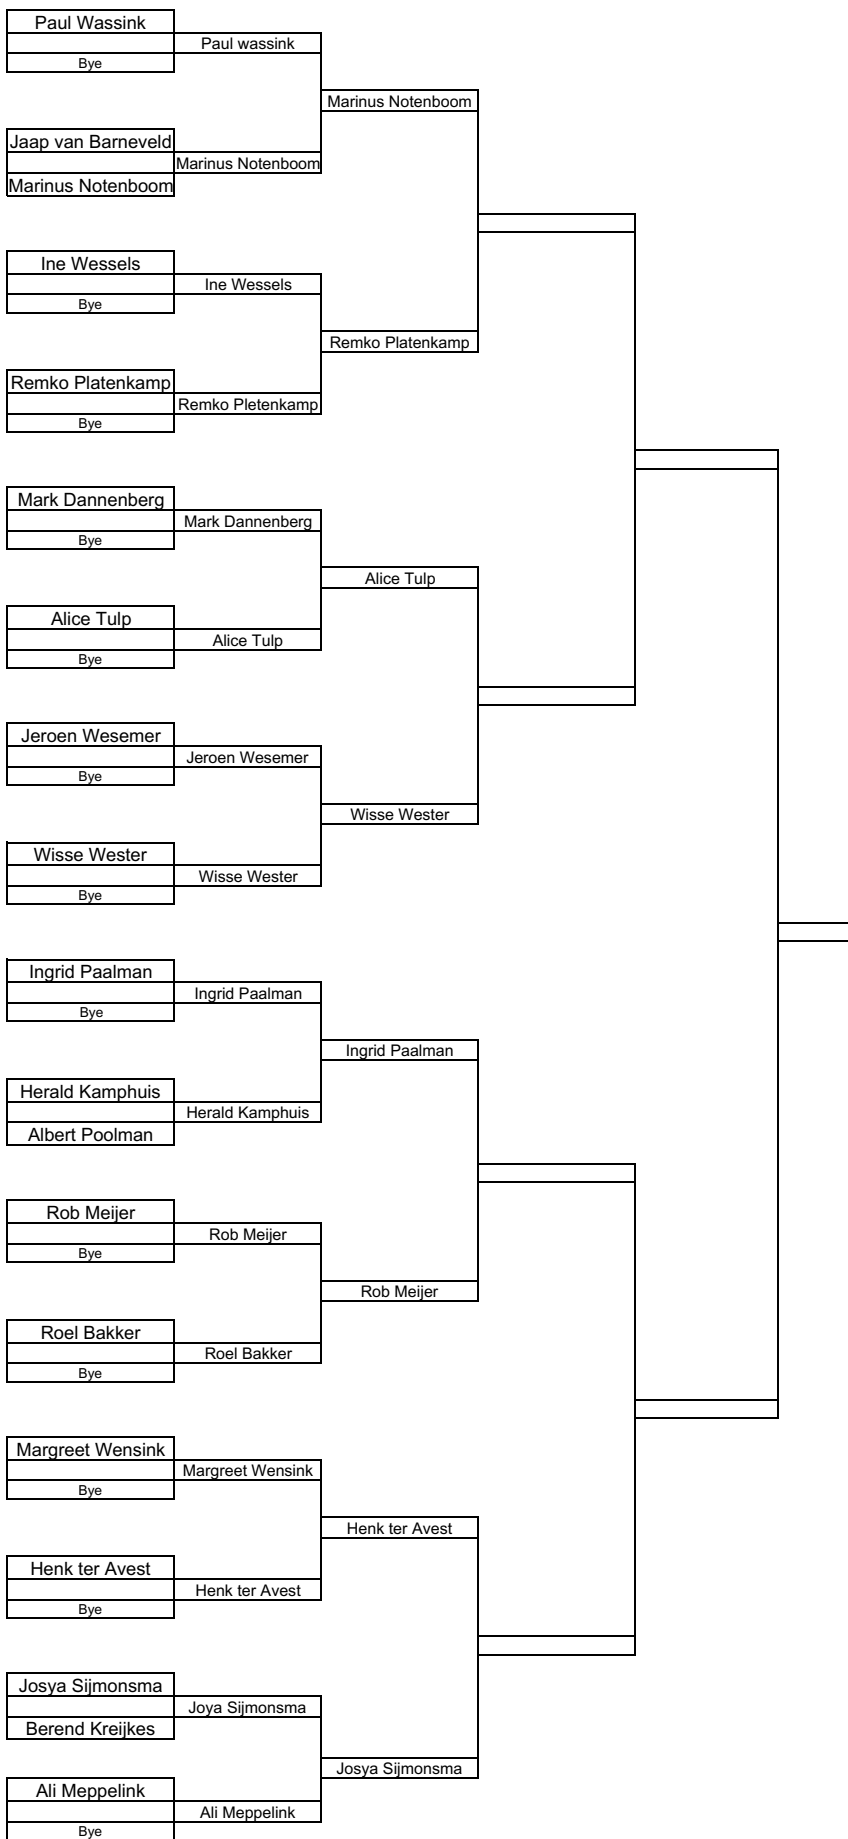 Paul Wassink
Paul wassink
Bye
Marinus Notenboom
Jaap van Barneveld
Marinus Notenboom
Marinus Notenboom
Ine Wessels
Ine Wessels
Bye
Remko Platenkamp
Remko Platenkamp
Remko Pletenkamp
Bye
Mark Dannenberg
Mark Dannenberg
Bye
Alice Tulp
Alice Tulp
Alice Tulp
Bye
Jeroen Wesemer
Jeroen Wesemer
Bye
Wisse Wester
Wisse Wester
Wisse Wester
Bye
Ingrid Paalman
Ingrid Paalman
Bye
Ingrid Paalman
Herald Kamphuis
Herald Kamphuis
Albert Poolman
Rob Meijer
Rob Meijer
Bye
Rob Meijer
Roel Bakker
Roel Bakker
Bye
Margreet Wensink
Margreet Wensink
Bye
Henk ter Avest
Henk ter Avest
Henk ter Avest
Bye
Josya Sijmonsma
Joya Sijmonsma
Berend Kreijkes
Josya Sijmonsma
Ali Meppelink
Ali Meppelink
Bye